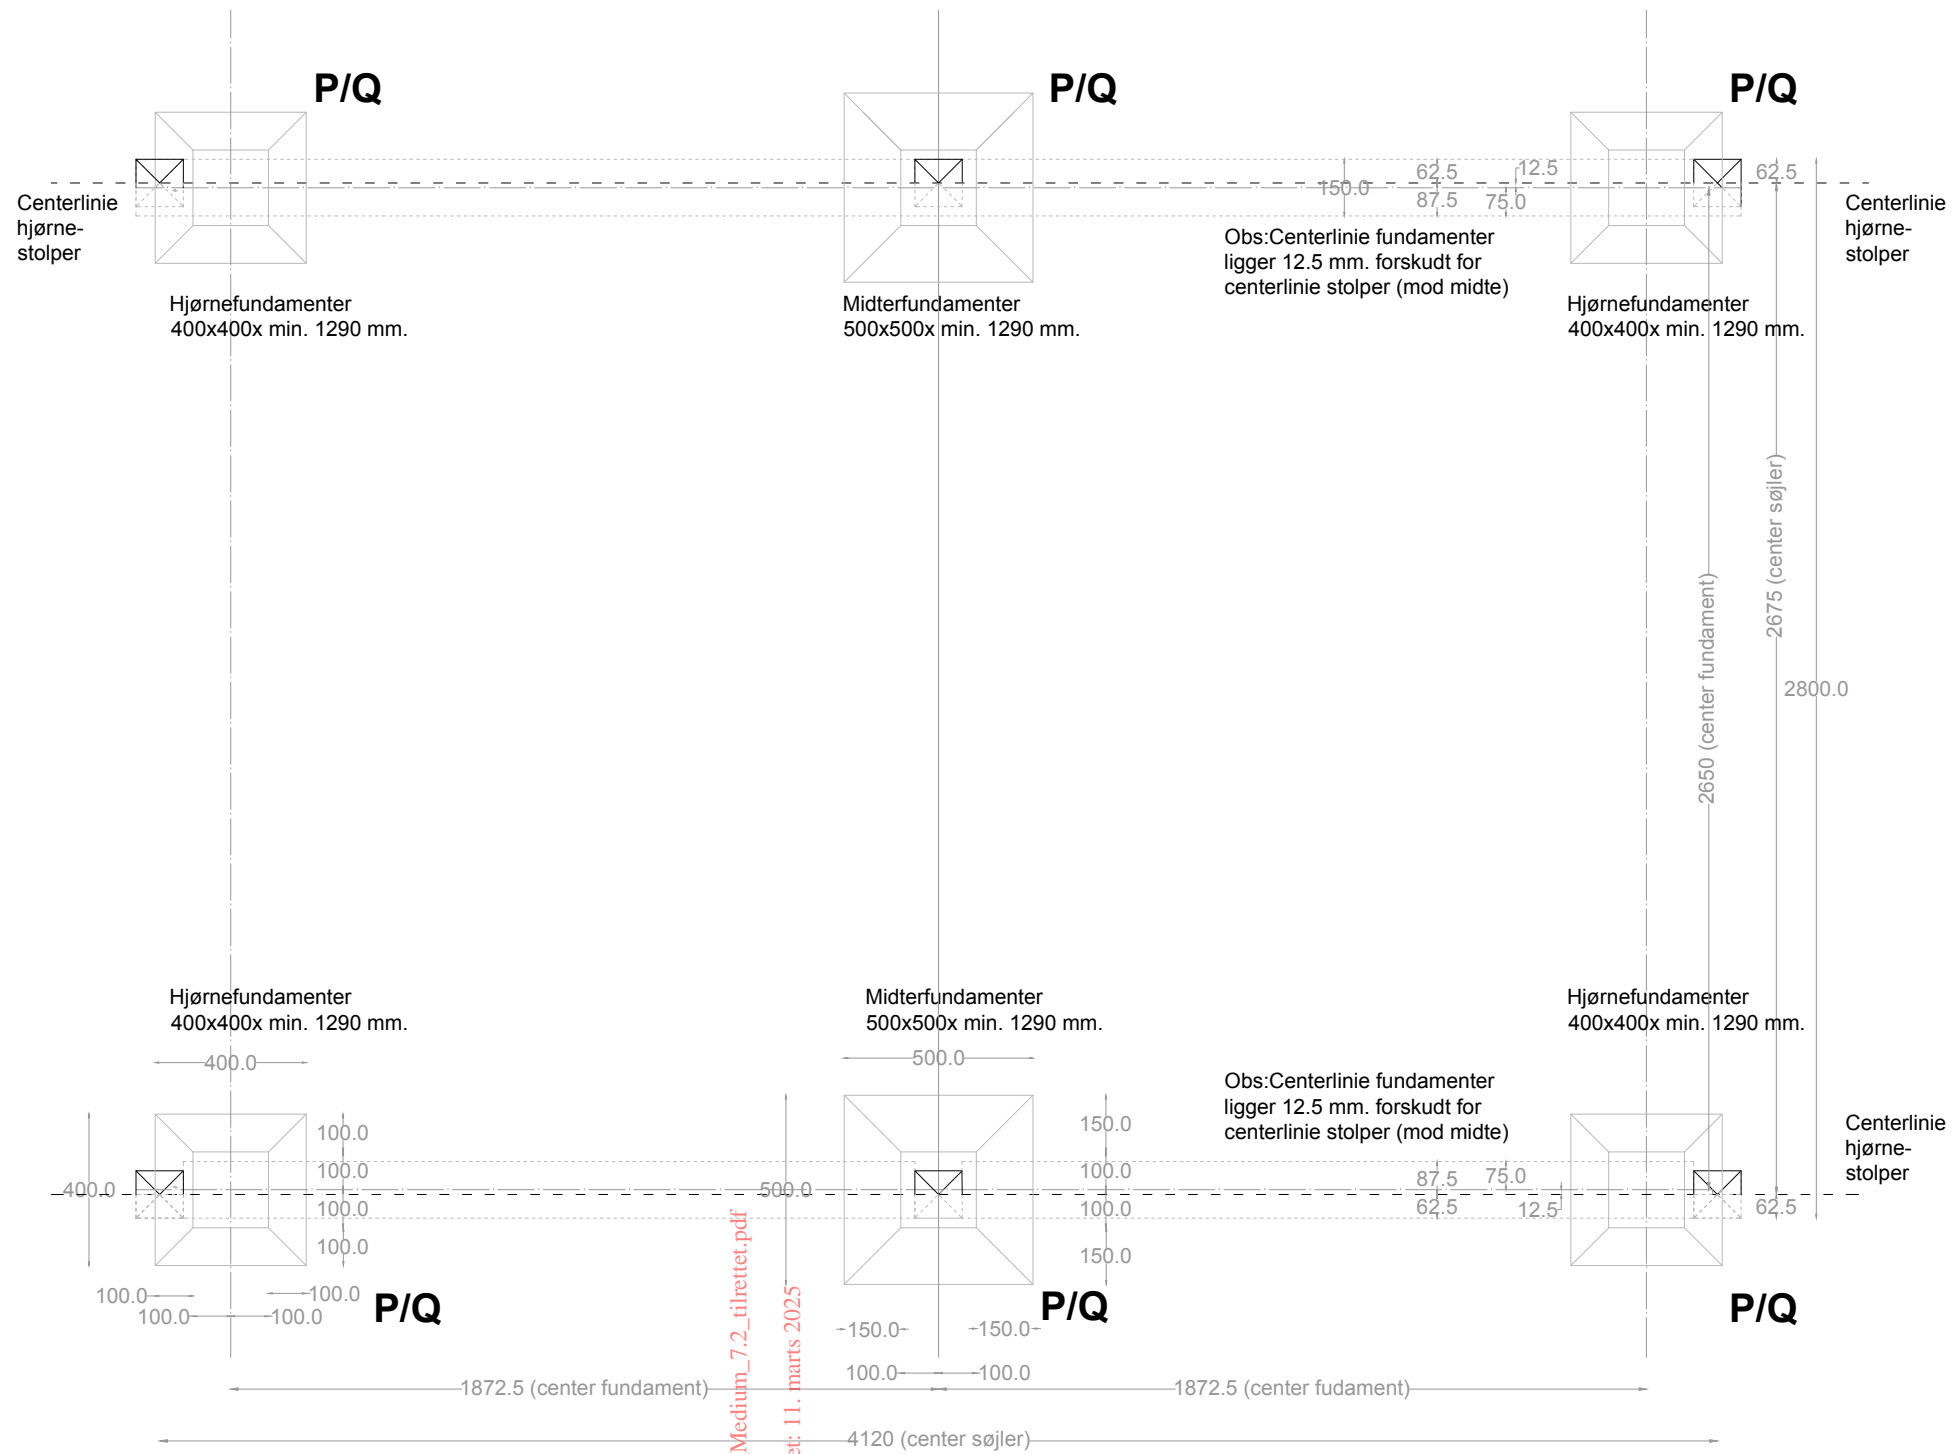 P/Q
P/Q
P/Q
Centerlinie
hjørne-
stolper
150.0
62.5
87.5
12.5
75.0
62.5
Centerlinie
hjørne-
stolper
Obs:Centerlinie fundamenter
ligger 12.5 mm. forskudt for
centerlinie stolper (mod midte)
Hjørnefundamenter
400x400x min. 1290 mm.
Midterfundamenter
500x500x min. 1290 mm.
Hjørnefundamenter
400x400x min. 1290 mm.
2650 (center fundament)
2675 (center søjler)
2800.0
Hjørnefundamenter
400x400x min. 1290 mm.
Midterfundamenter
500x500x min. 1290 mm.
Hjørnefundamenter
400x400x min. 1290 mm.
400.0
500.0
Obs:Centerlinie fundamenter
ligger 12.5 mm. forskudt for
centerlinie stolper (mod midte)
Centerlinie
hjørne-
stolper
400.0
100.0
100.0
100.0
100.0
500.0
150.0
100.0
100.0
150.0
87.5
62.5
75.0
12.5
62.5
100.0
100.0
100.0
100.0
P/Q
P/Q
P/Q
150.0
150.0
100.0
100.0
Medium_7.2_tilrettet.pdf
et: 11. marts 2025
1872.5 (center fundament)
1872.5 (center fudament)
4120 (center søjler)